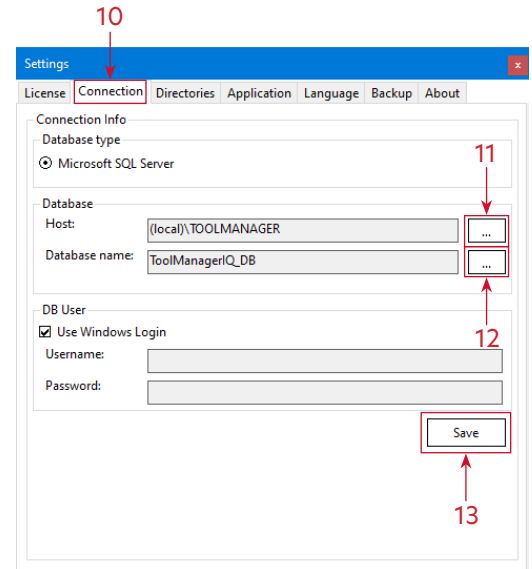 10
Settings
x
License Connection Directories Application Language Backup About
Connection Info
Database type
Microsoft SQL Server
11
Database
Host: (local)\TOOLMANAGER ...
Database name: ToolManagerIQ_DB ...
DB User
12
Use Windows Login
Username:
Password:
Save
13